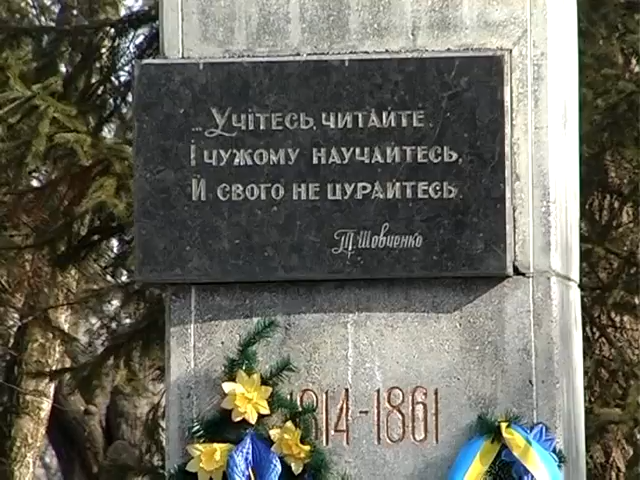 ...Учітесь, читайте,
І чужому научайтесь,
Й свого не цурайтесь.
Т. Шевченко
1814-1861